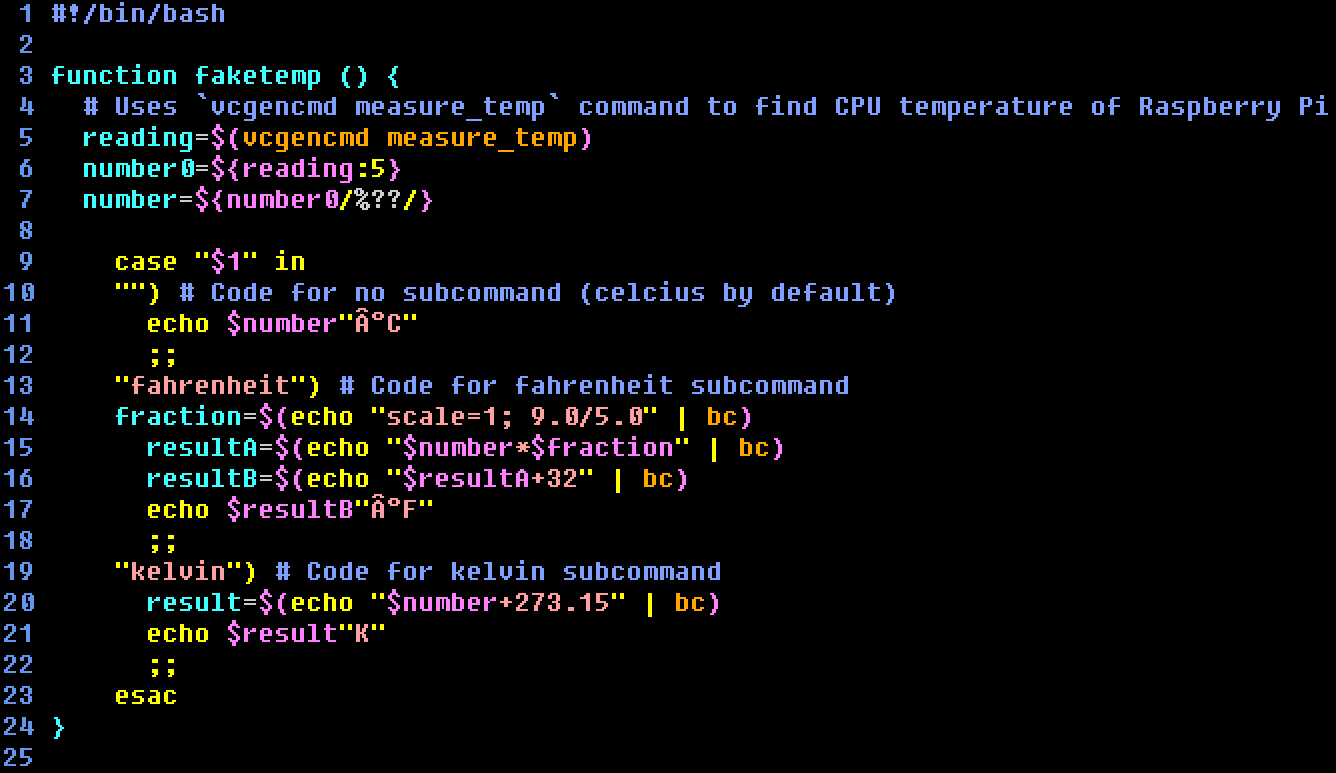 1 #!/bin/bash
2
3 function faketemp () {
4   # Uses `vcgencmd measure_temp` command to find CPU temperature of Raspberry Pi
5   reading=$(vcgencmd measure_temp)
6   number0=${reading:5}
7   number=${number0/%??/}
8
9     case "$1" in
10     "") # Code for no subcommand (celcius by default)
11       echo $number"Â°C"
12       ;;
13     "fahrenheit") # Code for fahrenheit subcommand
14     fraction=$(echo "scale=1; 9.0/5.0" | bc)
15       resultA=$(echo "$number*$fraction" | bc)
16       resultB=$(echo "$resultA+32" | bc)
17       echo $resultB"Â°F"
18       ;;
19     "kelvin") # Code for kelvin subcommand
20       result=$(echo "$number+273.15" | bc)
21       echo $result"K"
22       ;;
23     esac
24 }
25